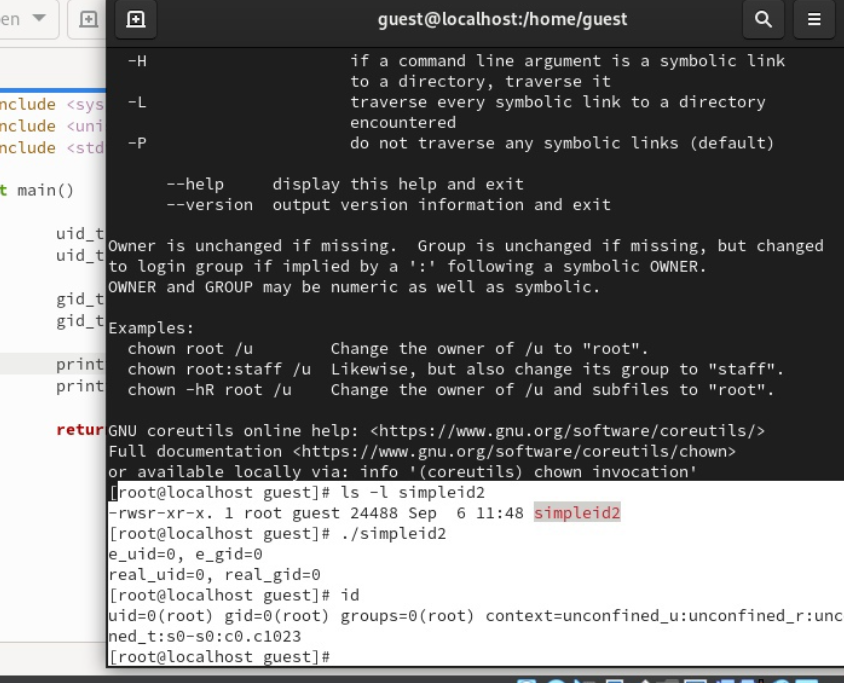 en
guest@localhost:/home/guest
-H if a command line argument is a symbolic link
to a directory, traverse it
-L traverse every symbolic link to a directory
encountered
-P do not traverse any symbolic links (default)
--help display this help and exit
--version output version information and exit
Owner is unchanged if missing. Group is unchanged if missing, but changed
to login group if implied by a ':' following a symbolic OWNER.
OWNER and GROUP may be numeric as well as symbolic.
Examples:
chown root /u Change the owner of /u to "root".
chown root:staff /u Likewise, but also change its group to "staff".
chown -hR root /u Change the owner of /u and subfiles to "root".
GNU coreutils online help: <https://www.gnu.org/software/coreutils/>
Full documentation <https://www.gnu.org/software/coreutils/chown>
or available locally via: info '(coreutils) chown invocation'
[root@localhost guest]# ls -l simpleid2
-rwsr-xr-x. 1 root guest 24488 Sep 6 11:48 simpleid2
[root@localhost guest]# ./simpleid2
e_uid=0, e_gid=0
real_uid=0, real_gid=0
[root@localhost guest]# id
uid=0(root) gid=0(root) groups=0(root) context=unconfined_u:unconfined_r:unc
ned_t:s0-s0:c0.c1023
[root@localhost guest]#
nclude <sys
nclude <uni
nclude <std
t main()
uid_t
uid_t
gid_t
gid_t
print
print
retur